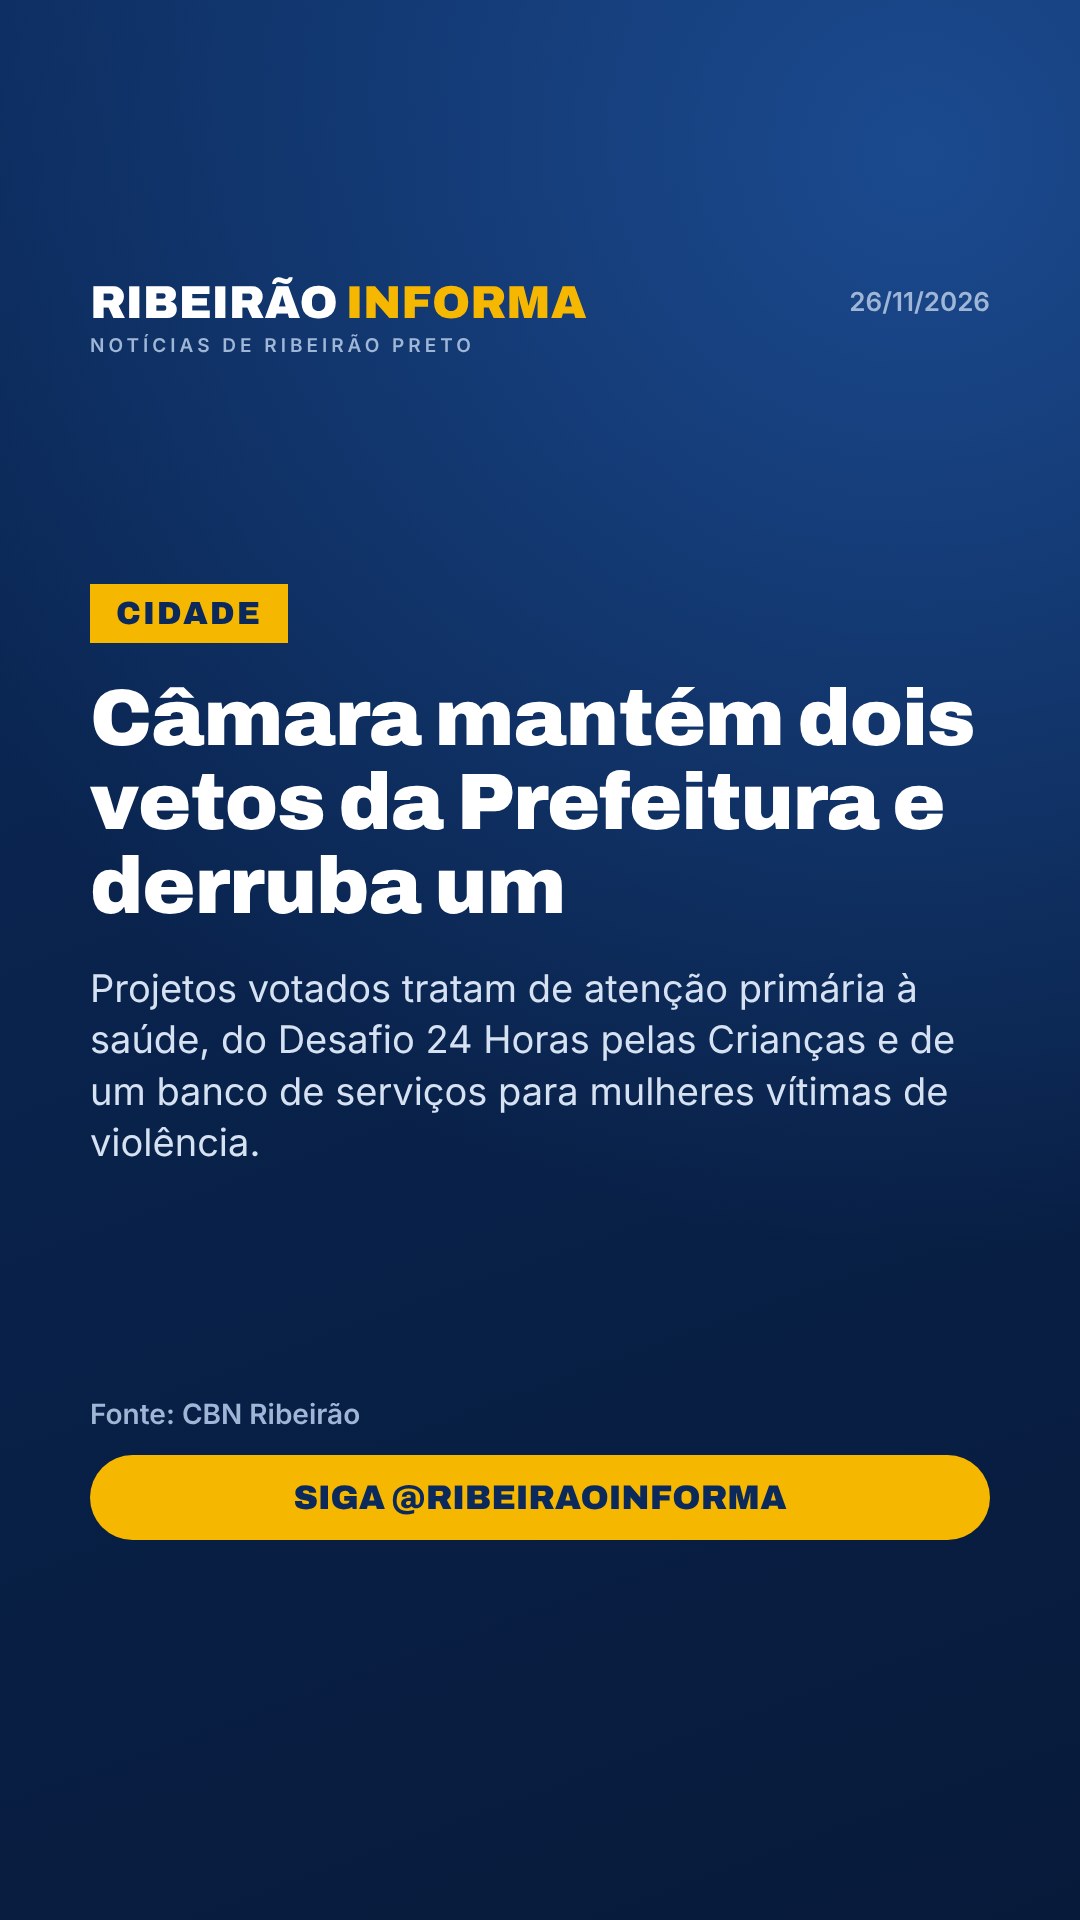 RIBEIRÃO INFORMA
26/11/2026
NOTÍCIAS DE RIBEIRÃO PRETO
CIDADE
Câmara mantém dois
vetos da Prefeitura e
derruba um
Projetos votados tratam de atenção primária à
saúde, do Desafio 24 Horas pelas Crianças e de
um banco de serviços para mulheres vítimas de
violência.
Fonte: CBN Ribeirão
SIGA @RIBEIRAOINFORMA